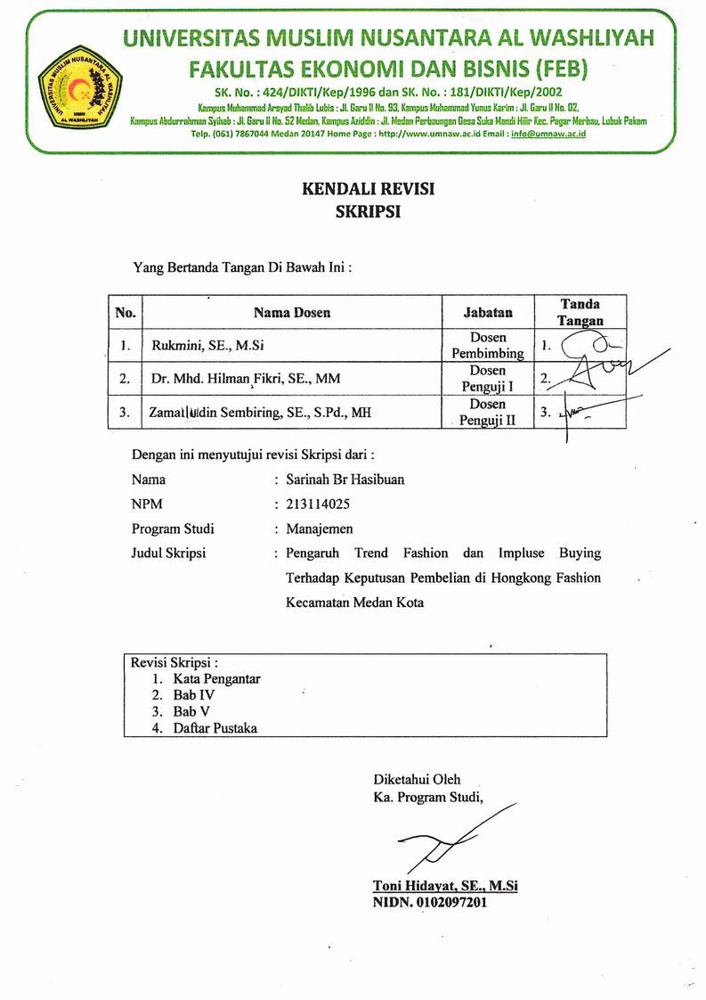 UNIVERSITAS MUSLIM NUSANTARA AL WASHLIYAH
FAKULTAS EKONOMI DAN BISNIS (FEB)
SK. No. : 424/DIKTI/Kep/1996 dan SK. No. : 181/DIKTI/Kep/2002
Kampus Muhammad Arsyad Thalib Lubis : Jl. Garu II No. 93, Kampus Muhammad Yunus Karim : Jl. Garu II No. 02,
Kampus Abdurrahman Syihab : Jl. Garu II No. 52 Medan, Kampus Aziddin : Jl. Medan Perbaungan Desa Suka Mandi Hilir Kec. Pagar Merbau, Lubuk Pakam
Telp. (061) 7867044 Medan 20147 Home Page : http://www.umnaw.ac.id Email : info@umnaw.ac.id
UNIVERSITAS MUSLIM NUSANTARA AL WASHLIYAH
UMN
AL WASHLIYAH
KENDALI REVISI
SKRIPSI
Yang Bertanda Tangan Di Bawah Ini :
No. Nama Dosen Jabatan Tanda Tangan
1. Rukmini, SE., M.Si Dosen Pembimbing 1.
2. Dr. Mhd. Hilman Fikri, SE., MM Dosen Penguji I 2.
3. Sembiring, SE., S.Pd., MH Dosen Penguji II 3.
Dengan ini menyutujui revisi Skripsi dari :
Nama : Sarinah Br Hasibuan
NPM : 213114025
Program Studi : Manajemen
Judul Skripsi : Pengaruh Trend Fashion dan Impluse Buying
Terhadap Keputusan Pembelian di Hongkong Fashion
Kecamatan Medan Kota
Revisi Skripsi :
1. Kata Pengantar
2. Bab IV
3. Bab V
4. Daftar Pustaka
Diketahui Oleh
Ka. Program Studi,
Toni Hidayat, SE., M.Si
NIDN. 0102097201